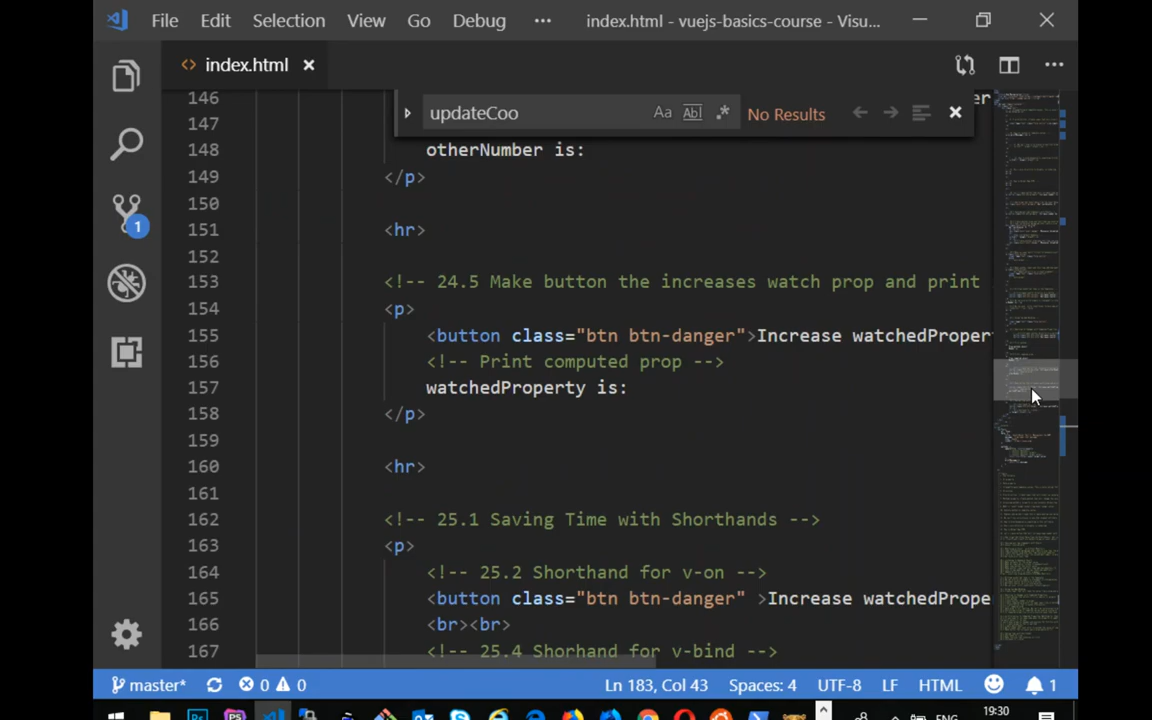 File Edit Selection View Go Debug ··· index.html - vuejs-basics-course - Visu...
<> index.html
146
updateCoo Aa Abl .* No Results
147
148 otherNumber is:
149 </p>
150
151 <hr>
152
153 <!-- 24.5 Make button the increases watch prop and print
154 <p>
155 <button class="btn btn-danger">Increase watchedProper
156 <!-- Print computed prop -->
157 watchedProperty is:
158 </p>
159
160 <hr>
161
162 <!-- 25.1 Saving Time with Shorthands -->
163 <p>
164 <!-- 25.2 Shorthand for v-on -->
165 <button class="btn btn-danger" >Increase watchedPrope
166 <br><br>
167 <!-- 25.4 Shorhand for v-bind -->
1
master* 0 0 Ln 183, Col 43 Spaces: 4 UTF-8 LF HTML 1
19:30